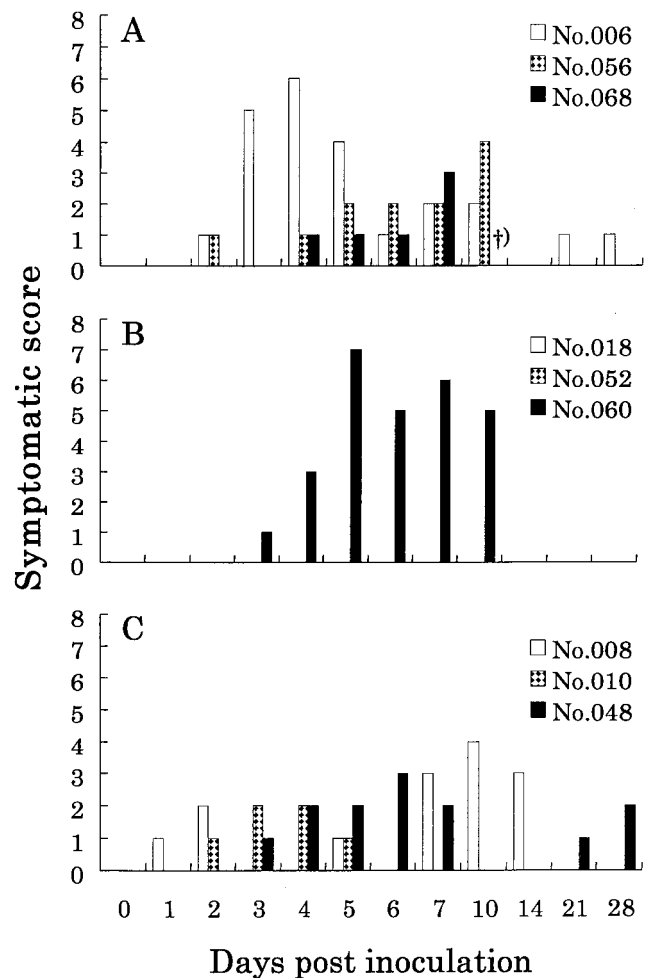 Symptomatic score
A
8
7
6
5
4
3
2
1
0
No.006
No.056
No.068
†)
B
8
7
6
5
4
3
2
1
0
No.018
No.052
No.060
C
8
7
6
5
4
3
2
1
0
No.008
No.010
No.048
0 1 2 3 4 5 6 7 10 14 21 28
Days post inoculation